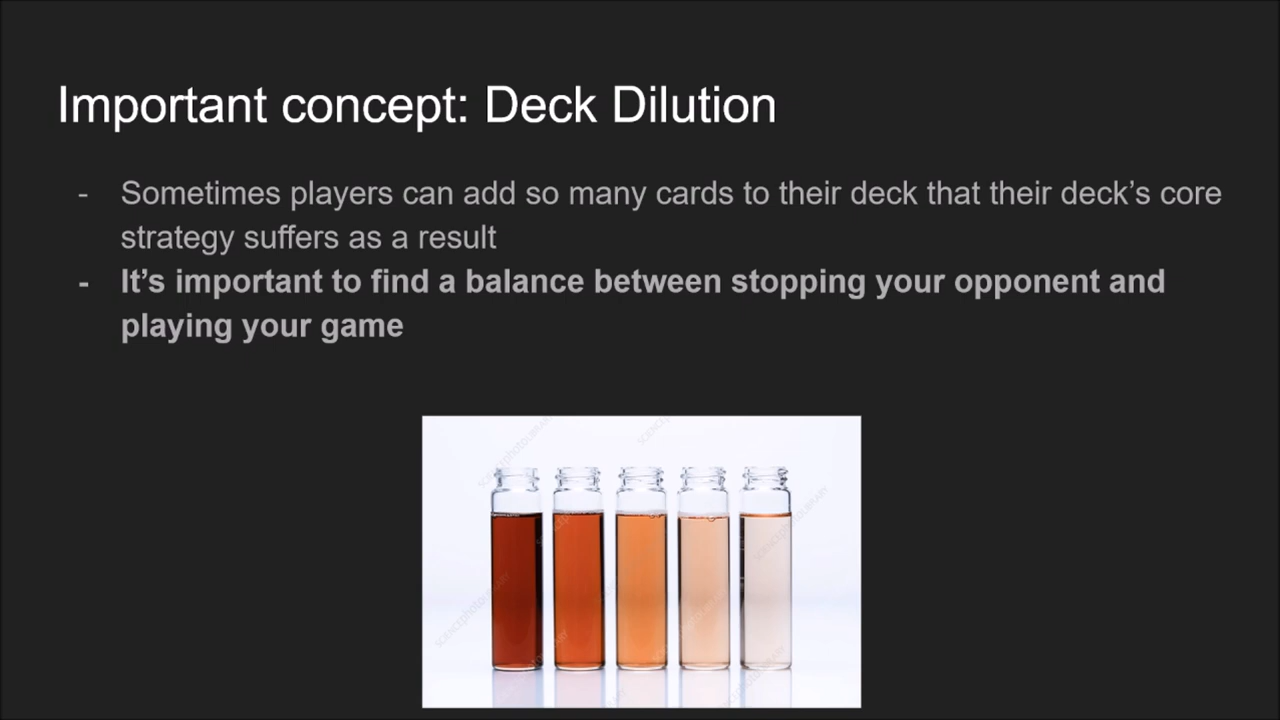 Important concept: Deck Dilution
- Sometimes players can add so many cards to their deck that their deck’s core
strategy suffers as a result
- It’s important to find a balance between stopping your opponent and
playing your game